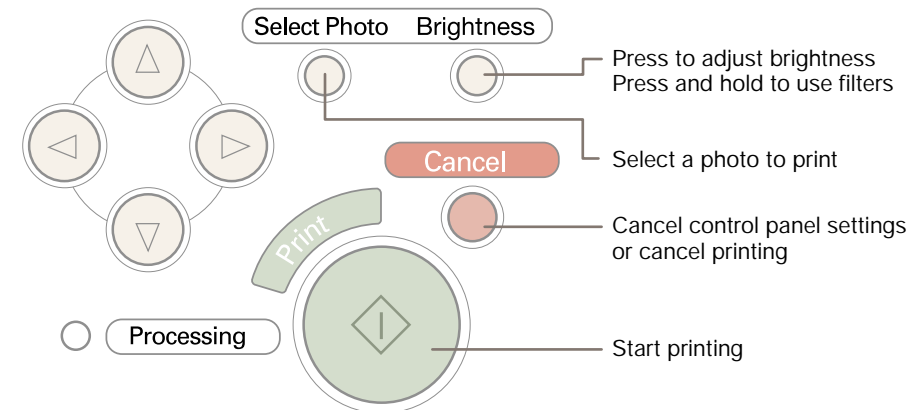 Select Photo Brightness
Press to adjust brightness
Press and hold to use filters
Select a photo to print
Cancel
Cancel control panel settings
or cancel printing
Print
Processing
Start printing